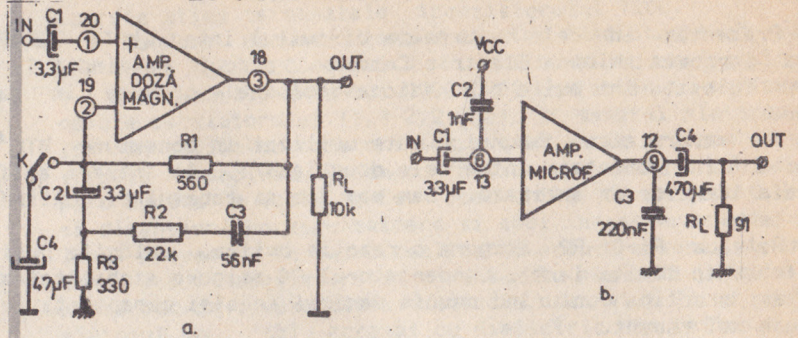 IN
C1
3,3µF
20
1
+
AMP.
DOZĂ
MAGN.
19
2
−
18
3
OUT
K
R1
560
C2
3,3µF
R2
22k
C3
56nF
RL
10k
C4
47µF
R3
330
a.
VCC
C2
1nF
IN
C1
3,3µF
8
13
AMP.
MICROF.
12
9
C4
470µF
OUT
C3
220nF
RL
91
b.